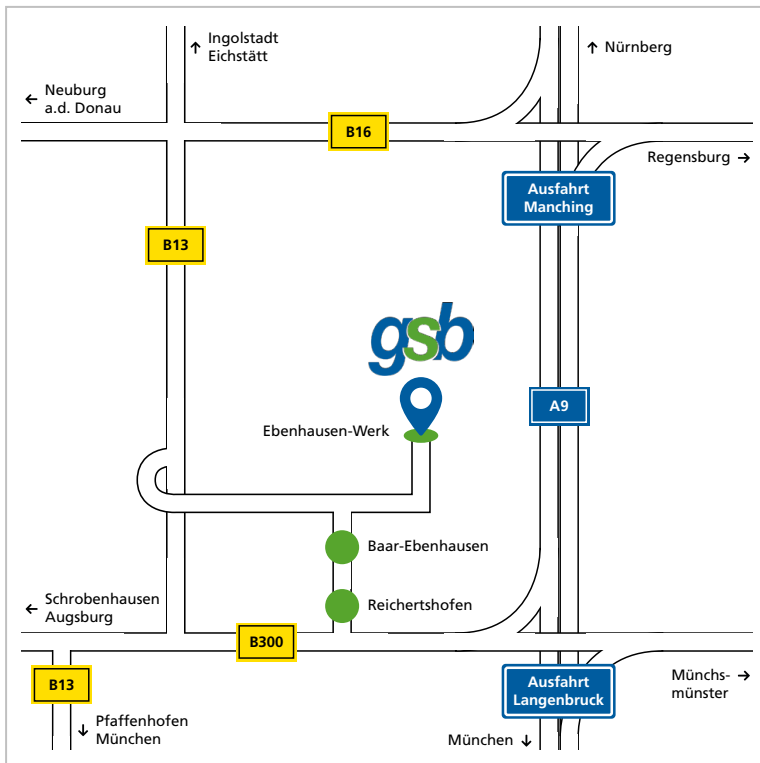 Ingolstadt
Eichstätt
Nürnberg
Neuburg
a.d. Donau
B16
Regensburg
Ausfahrt
Manching
B13
gsb
A9
Ebenhausen-Werk
Baar-Ebenhausen
Schrobenhausen
Augsburg
Reichertshofen
B300
B13
Ausfahrt
Langenbruck
Münchs-
münster
Pfaffenhofen
München
München